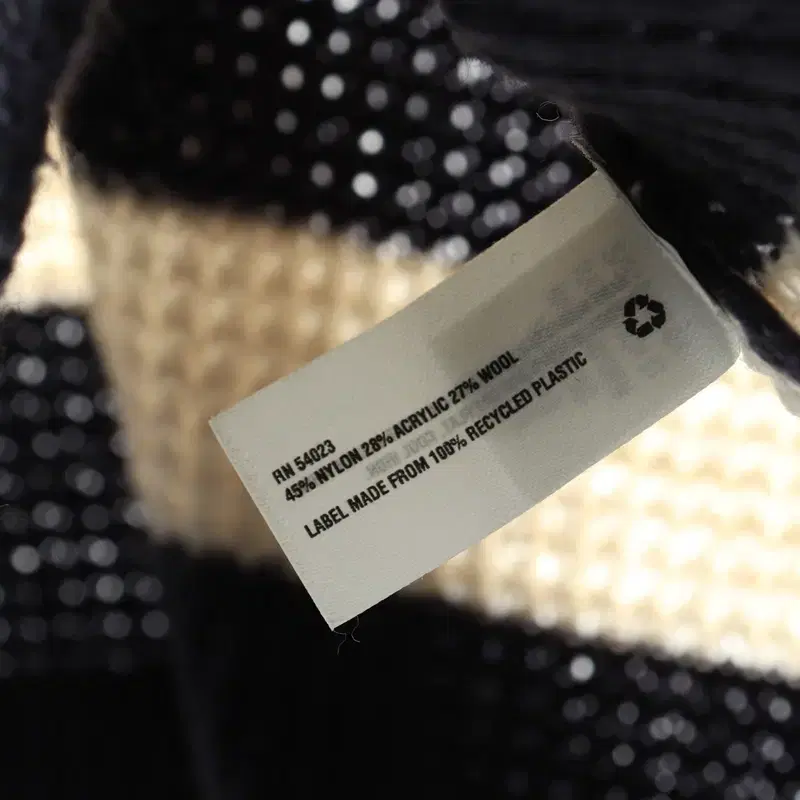 RN 54023
45% NYLON 28% ACRYLIC 27% WOOL
LABEL MADE FROM 100% RECYCLED PLASTIC